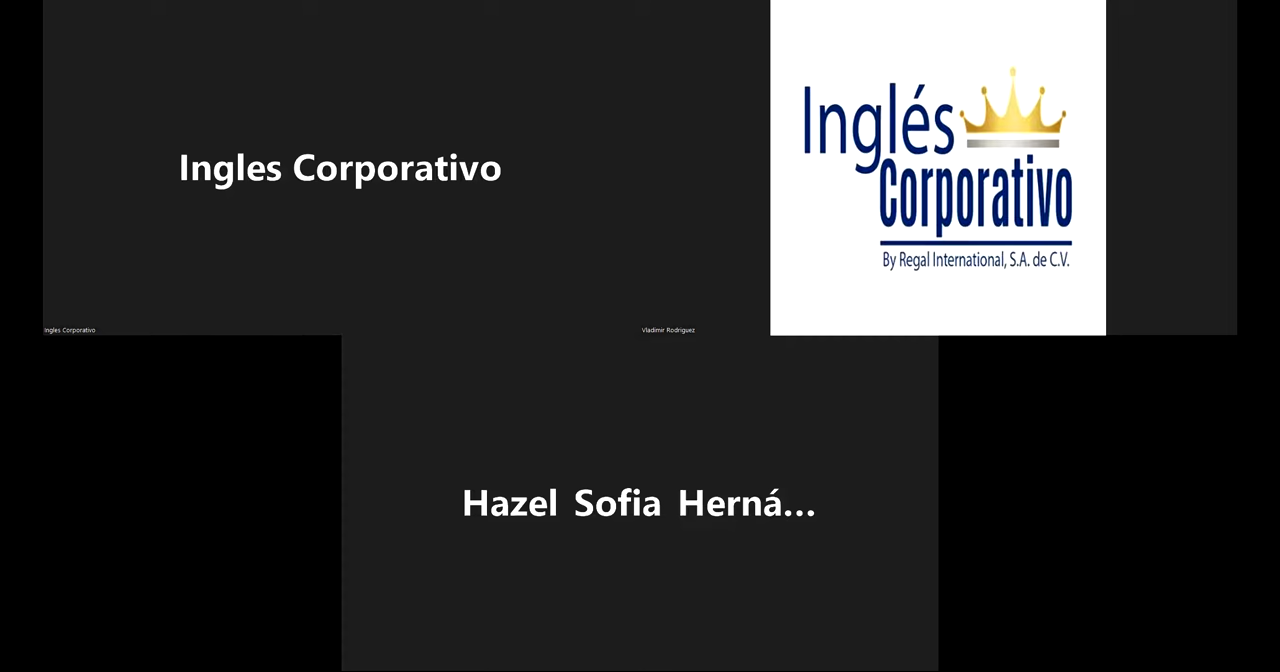 Ingles Corporativo
Inglés
Corporativo
By Regal International, S.A. de C.V.
Ingles Corporativo
Vladimir Rodriguez
Hazel Sofia Herná...